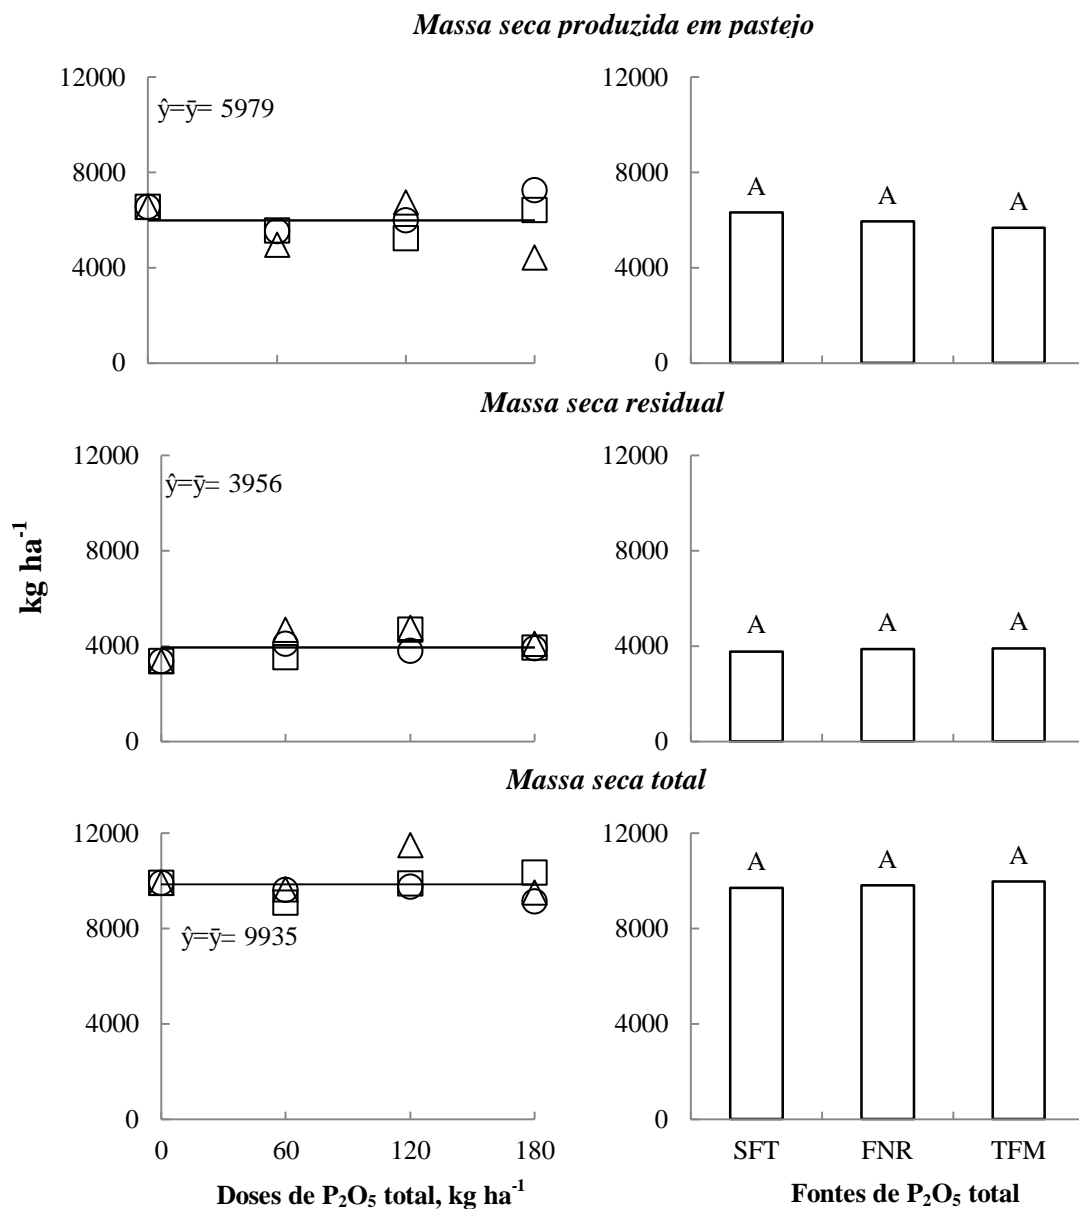 Massa seca produzida em pastejo
12000
8000
4000
0
ŷ=ȳ= 5979
12000
8000
4000
0
A
A
A
Massa seca residual
12000
8000
4000
0
ŷ=ȳ= 3956
12000
8000
4000
0
A
A
A
kg ha⁻¹
Massa seca total
12000
8000
4000
0
ŷ=ȳ= 9935
0 60 120 180
Doses de P₂O₅ total, kg ha⁻¹
12000
8000
4000
0
A
A
A
SFT FNR TFM
Fontes de P₂O₅ total